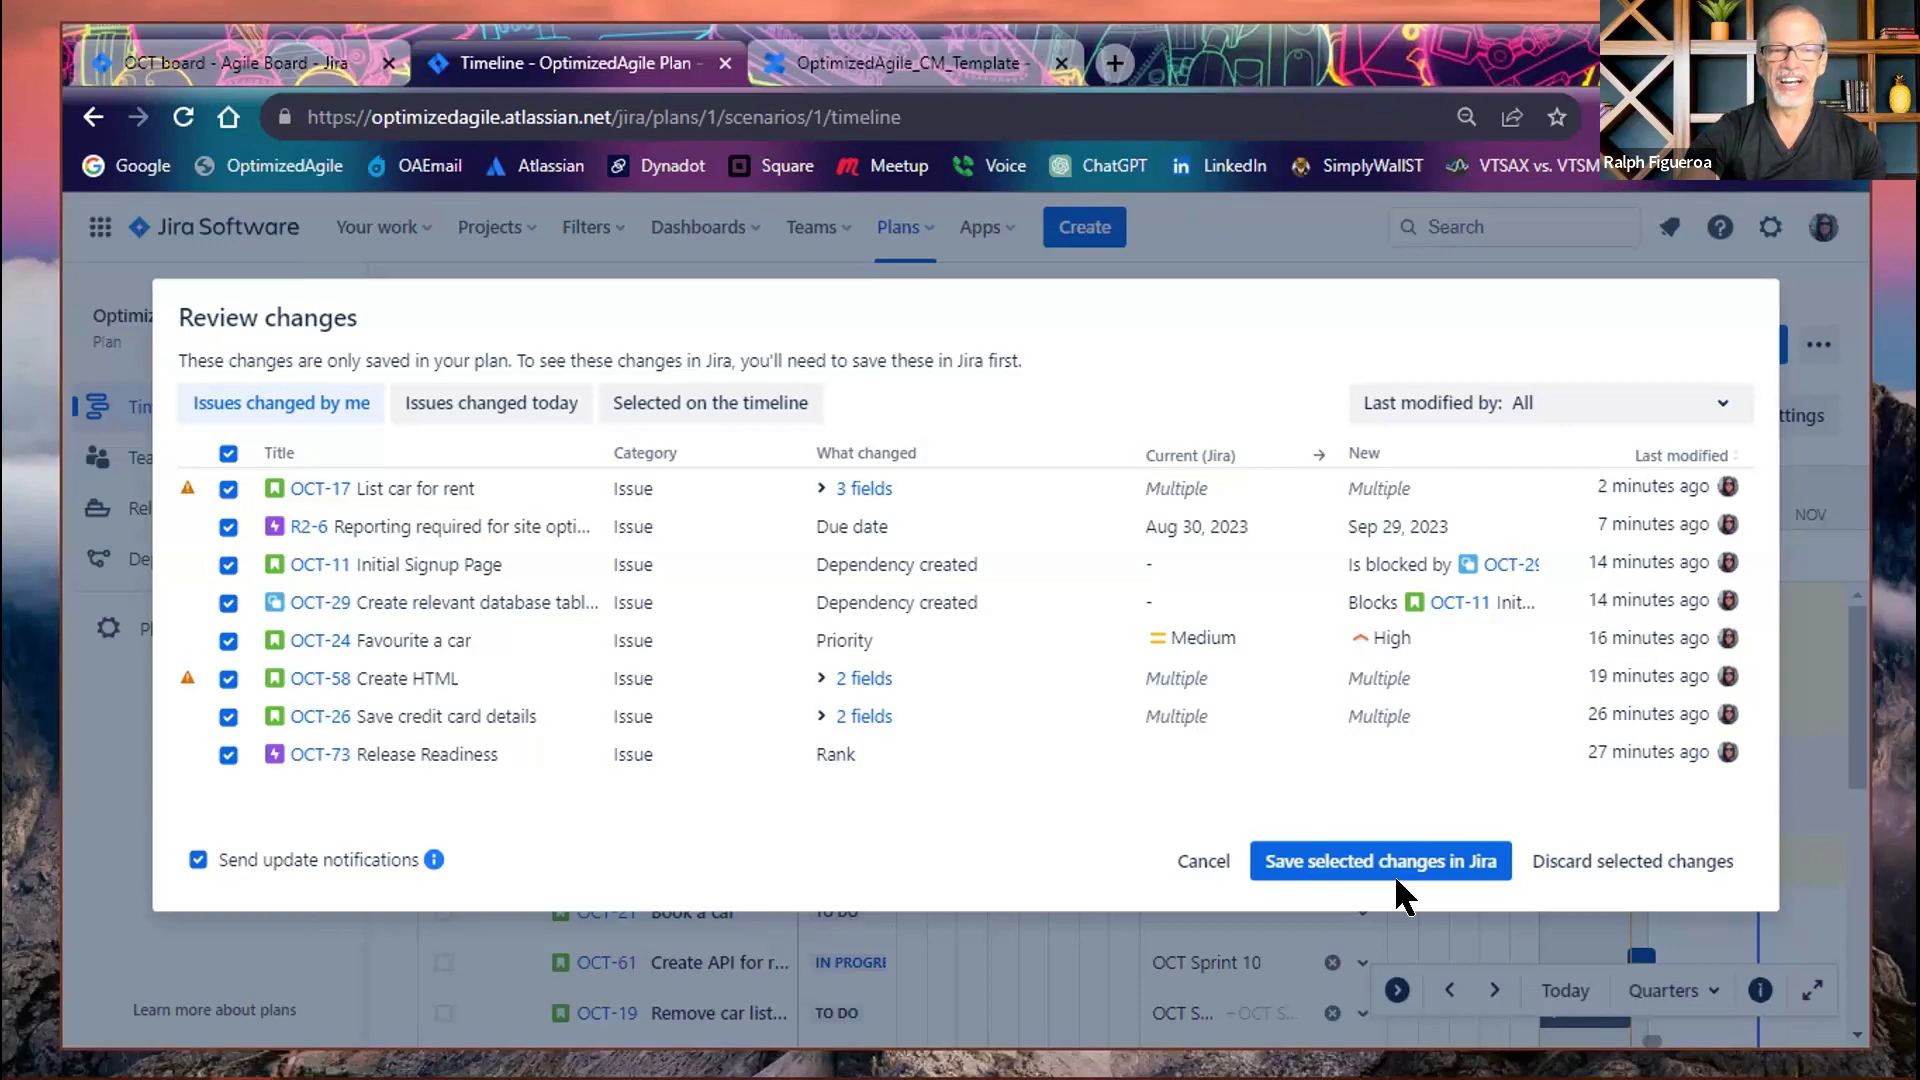 OCT board - Agile Board - Jira
Timeline - OptimizedAgile Plan -
OptimizedAgile_CM_Template -
https://optimizedagile.atlassian.net/jira/plans/1/scenarios/1/timeline
Google OptimizedAgile OAEmail Atlassian Dynadot Square Meetup Voice ChatGPT LinkedIn SimplyWallST VTSAX vs. VTSM
Ralph Figueroa
Jira Software Your work Projects Filters Dashboards Teams Plans Apps Create Search
Optimiz
Plan
Review changes
These changes are only saved in your plan. To see these changes in Jira, you'll need to save these in Jira first.
Issues changed by me Issues changed today Selected on the timeline Last modified by: All
Title Category What changed Current (Jira) → New Last modified
OCT-17 List car for rent Issue 3 fields Multiple Multiple 2 minutes ago
R2-6 Reporting required for site opti... Issue Due date Aug 30, 2023 Sep 29, 2023 7 minutes ago
OCT-11 Initial Signup Page Issue Dependency created - Is blocked by OCT-29 14 minutes ago
OCT-29 Create relevant database tabl... Issue Dependency created - Blocks OCT-11 Init... 14 minutes ago
OCT-24 Favourite a car Issue Priority Medium High 16 minutes ago
OCT-58 Create HTML Issue 2 fields Multiple Multiple 19 minutes ago
OCT-26 Save credit card details Issue 2 fields Multiple Multiple 26 minutes ago
OCT-73 Release Readiness Issue Rank 27 minutes ago
Send update notifications Cancel Save selected changes in Jira Discard selected changes
Tim
Tea
Rel
De
Pl
ttings
NOV
OCT-21 Book a car TO DO
OCT-61 Create API for r... IN PROGRE OCT Sprint 10
OCT-19 Remove car list... TO DO OCT S... OCT S...
Today Quarters
Learn more about plans